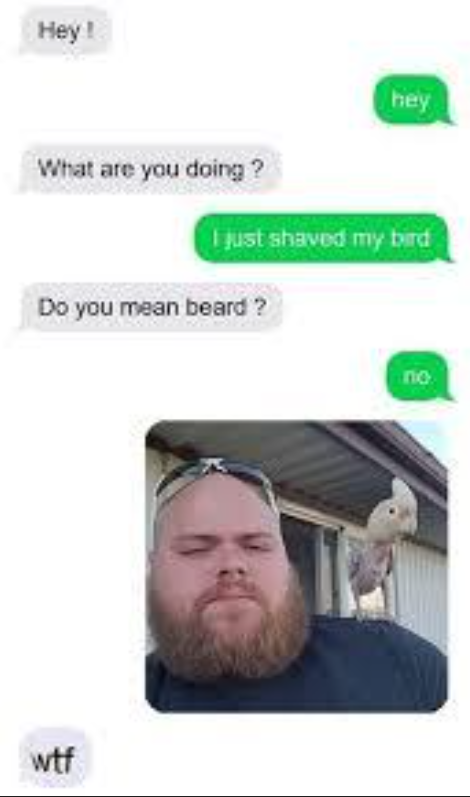 Hey !
hey
What are you doing ?
I just shaved my bird
Do you mean beard ?
no
wtf